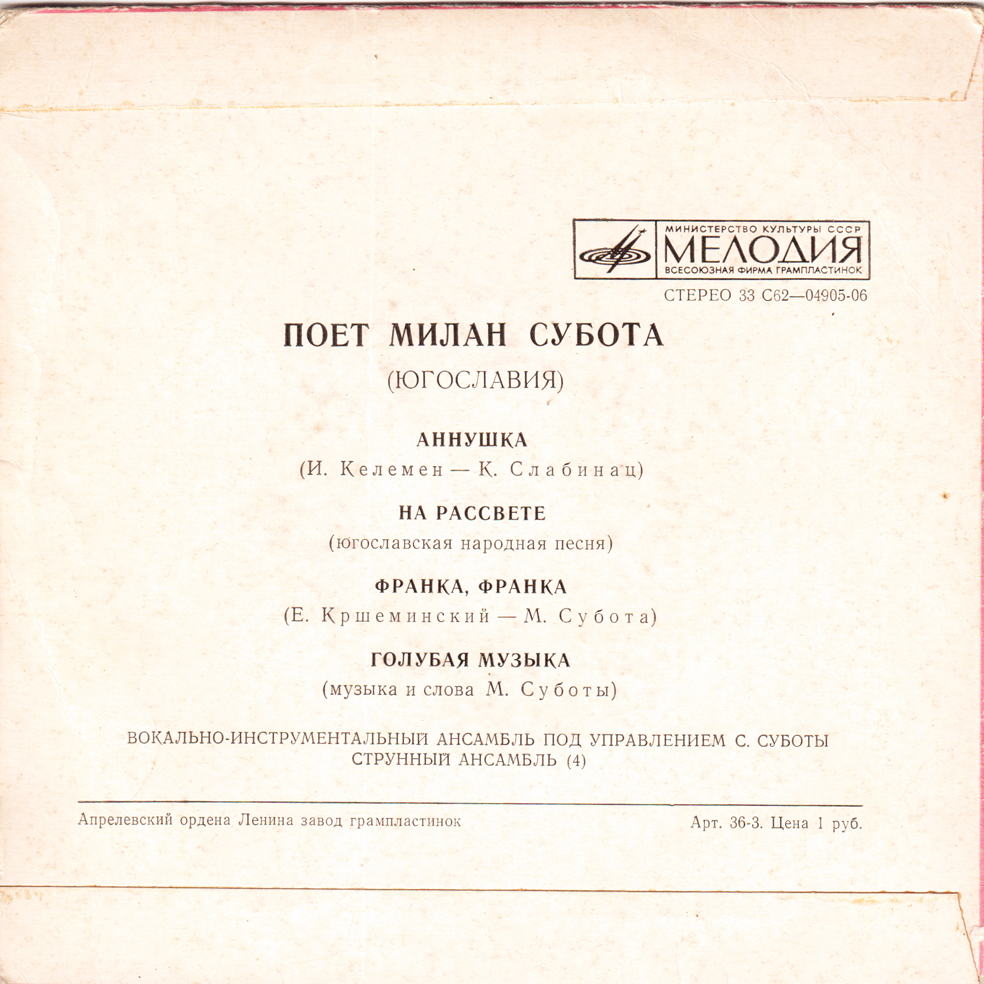 МИНИСТЕРСТВО КУЛЬТУРЫ СССР
МЕЛОДИЯ
ВСЕСОЮЗНАЯ ФИРМА ГРАМПЛАСТИНОК
СТЕРЕО 33 С62—04905-06
ПОЕТ МИЛАН СУБОТА
(ЮГОСЛАВИЯ)
АННУШКА
(И. Келемен — К. Слабинац)
НА РАССВЕТЕ
(югославская народная песня)
ФРАНКА, ФРАНКА
(Е. Кршеминский — М. Субота)
ГОЛУБАЯ МУЗЫКА
(музыка и слова М. Суботы)
ВОКАЛЬНО-ИНСТРУМЕНТАЛЬНЫЙ АНСАМБЛЬ ПОД УПРАВЛЕНИЕМ С. СУБОТЫ
СТРУННЫЙ АНСАМБЛЬ (4)
Апрелевский ордена Ленина завод грампластинок
Арт. 36-3. Цена 1 руб.